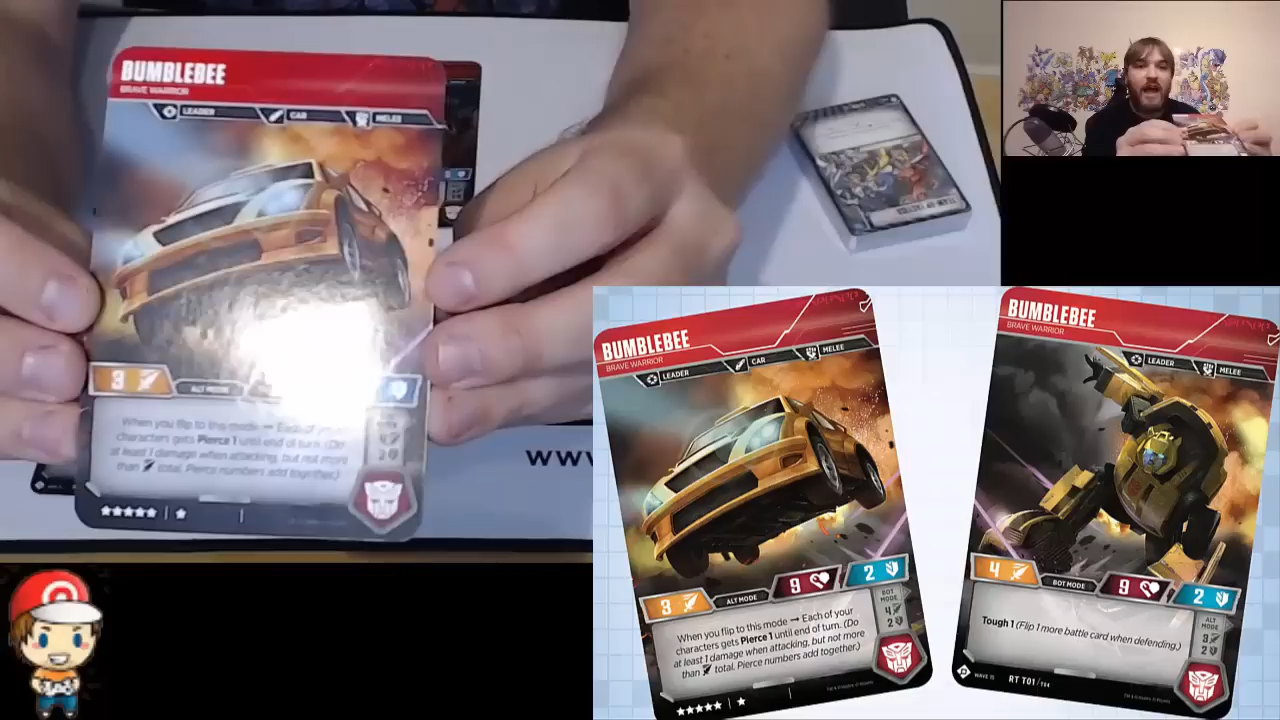 BUMBLEBEE
BRAVE WARRIOR
LEADER CAR MELEE
3 ALT MODE
When you flip to this mode → Each of your
characters gets Pierce 1 until end of turn. (Do
at least 1 damage when attacking, but not more
than total. Pierce numbers add together.)
2
www
BUMBLEBEE
BRAVE WARRIOR
LEADER CAR MELEE
3 ALT MODE 9 2
When you flip to this mode → Each of your
characters gets Pierce 1 until end of turn. (Do
at least 1 damage when attacking, but not more
than total. Pierce numbers add together.)
BOT
MODE
4
2
BUMBLEBEE
BRAVE WARRIOR
LEADER MELEE
4 BOT MODE 9 2
Tough 1 (Flip 1 more battle card when defending.)
ALT
MODE
3
2
RT T01/